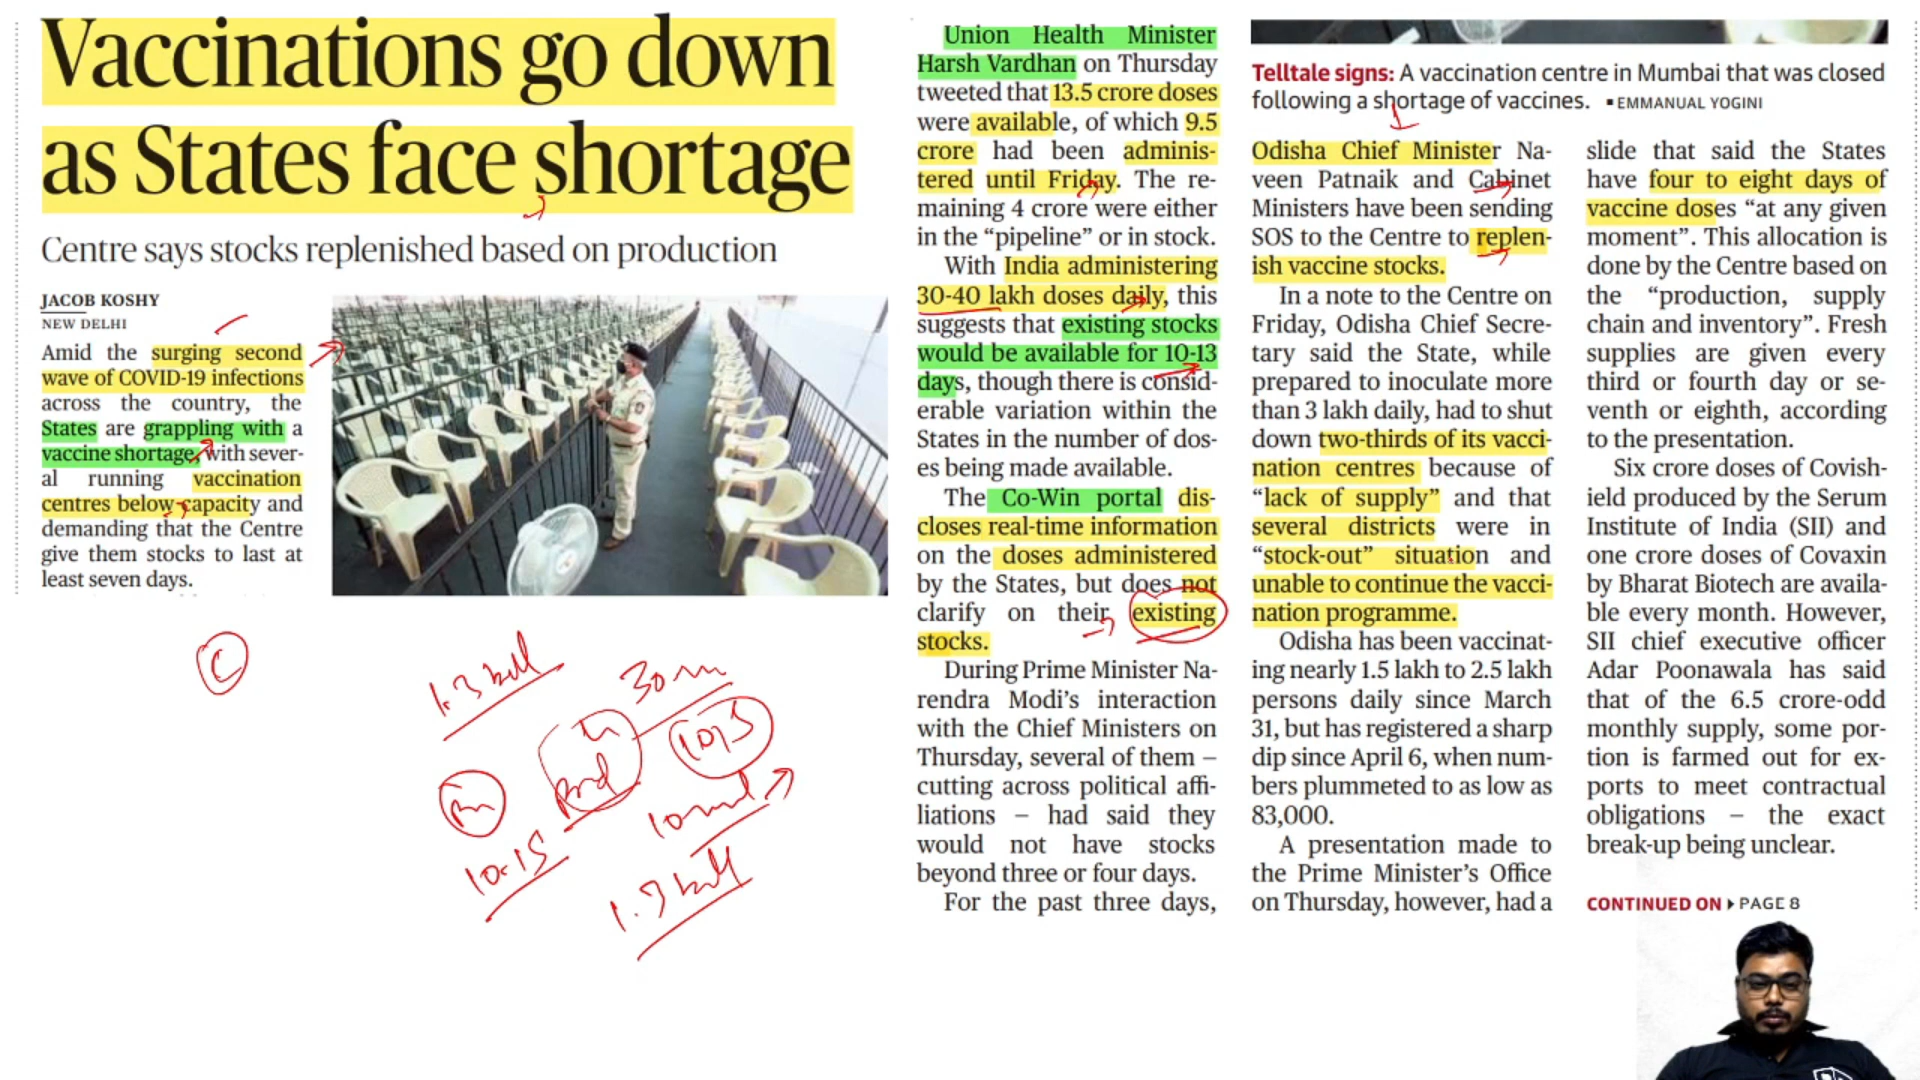 Vaccinations go down
as States face shortage
Centre says stocks replenished based on production
JACOB KOSHY
NEW DELHI
Amid the surging second
wave of COVID-19 infections
across the country, the
States are grappling with a
vaccine shortage, with sever-
al running vaccination
centres below capacity and
demanding that the Centre
give them stocks to last at
least seven days.
C
1.3 bill
30 m
10-15
10 mil
1.3 bill
Union Health Minister
Harsh Vardhan on Thursday
tweeted that 13.5 crore doses
were available, of which 9.5
crore had been adminis-
tered until Friday. The re-
maining 4 crore were either
in the “pipeline” or in stock.
With India administering
30-40 lakh doses daily, this
suggests that existing stocks
would be available for 10-13
days, though there is consid-
erable variation within the
States in the number of dos-
es being made available.
The Co-Win portal dis-
closes real-time information
on the doses administered
by the States, but does not
clarify on their existing
stocks.
During Prime Minister Na-
rendra Modi’s interaction
with the Chief Ministers on
Thursday, several of them –
cutting across political affi-
liations – had said they
would not have stocks
beyond three or four days.
For the past three days,
Telltale signs: A vaccination centre in Mumbai that was closed
following a shortage of vaccines. ▪ EMMANUAL YOGINI
Odisha Chief Minister Na-
veen Patnaik and Cabinet
Ministers have been sending
SOS to the Centre to replen-
ish vaccine stocks.
In a note to the Centre on
Friday, Odisha Chief Secre-
tary said the State, while
prepared to inoculate more
than 3 lakh daily, had to shut
down two-thirds of its vacci-
nation centres because of
“lack of supply” and that
several districts were in
“stock-out” situation and
unable to continue the vacci-
nation programme.
Odisha has been vaccinat-
ing nearly 1.5 lakh to 2.5 lakh
persons daily since March
31, but has registered a sharp
dip since April 6, when num-
bers plummeted to as low as
83,000.
A presentation made to
the Prime Minister’s Office
on Thursday, however, had a
slide that said the States
have four to eight days of
vaccine doses “at any given
moment”. This allocation is
done by the Centre based on
the “production, supply
chain and inventory”. Fresh
supplies are given every
third or fourth day or se-
venth or eighth, according
to the presentation.
Six crore doses of Covish-
ield produced by the Serum
Institute of India (SII) and
one crore doses of Covaxin
by Bharat Biotech are availa-
ble every month. However,
SII chief executive officer
Adar Poonawala has said
that of the 6.5 crore-odd
monthly supply, some por-
tion is farmed out for ex-
ports to meet contractual
obligations – the exact
break-up being unclear.
CONTINUED ON ▸ PAGE 8